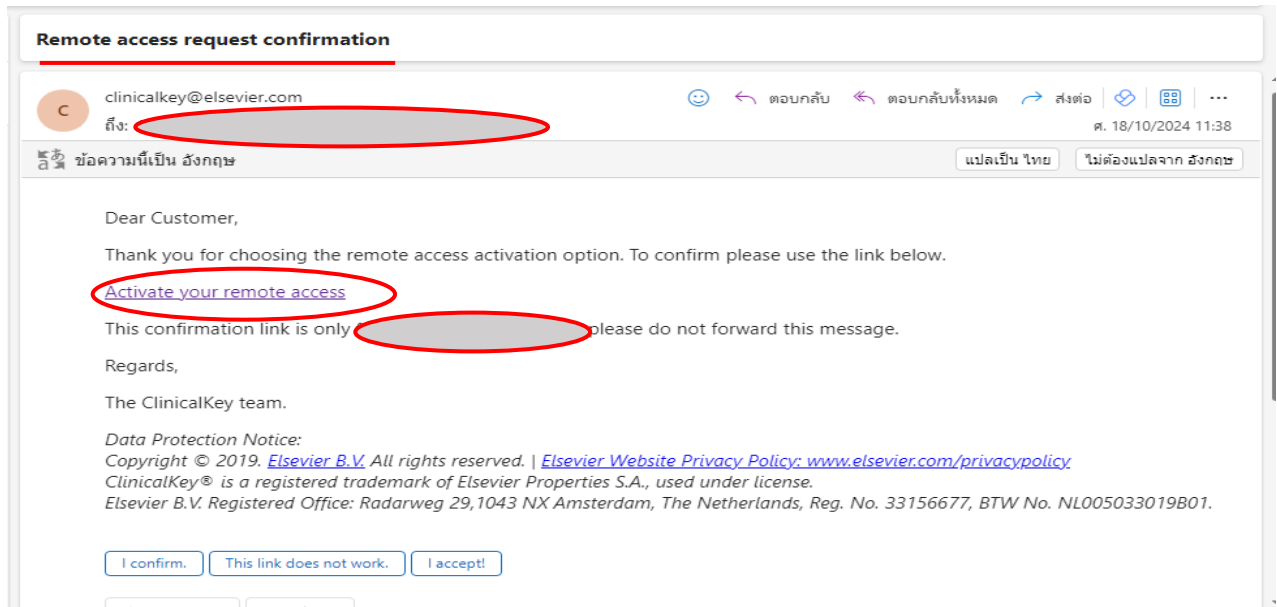 Remote access request confirmation
C
clinicalkey@elsevier.com
ตอบกลับ ตอบกลับทั้งหมด ส่งต่อ ...
ถึง:
ศ. 18/10/2024 11:38
ข้อความนี้เป็น อังกฤษ แปลเป็น ไทย ไม่ต้องแปลจาก อังกฤษ
Dear Customer,
Thank you for choosing the remote access activation option. To confirm please use the link below.
Activate your remote access
This confirmation link is only please do not forward this message.
Regards,
The ClinicalKey team.
Data Protection Notice:
Copyright © 2019. Elsevier B.V. All rights reserved. | Elsevier Website Privacy Policy: www.elsevier.com/privacypolicy
ClinicalKey® is a registered trademark of Elsevier Properties S.A., used under license.
Elsevier B.V. Registered Office: Radarweg 29,1043 NX Amsterdam, The Netherlands, Reg. No. 33156677, BTW No. NL005033019B01.
I confirm. This link does not work. I accept!